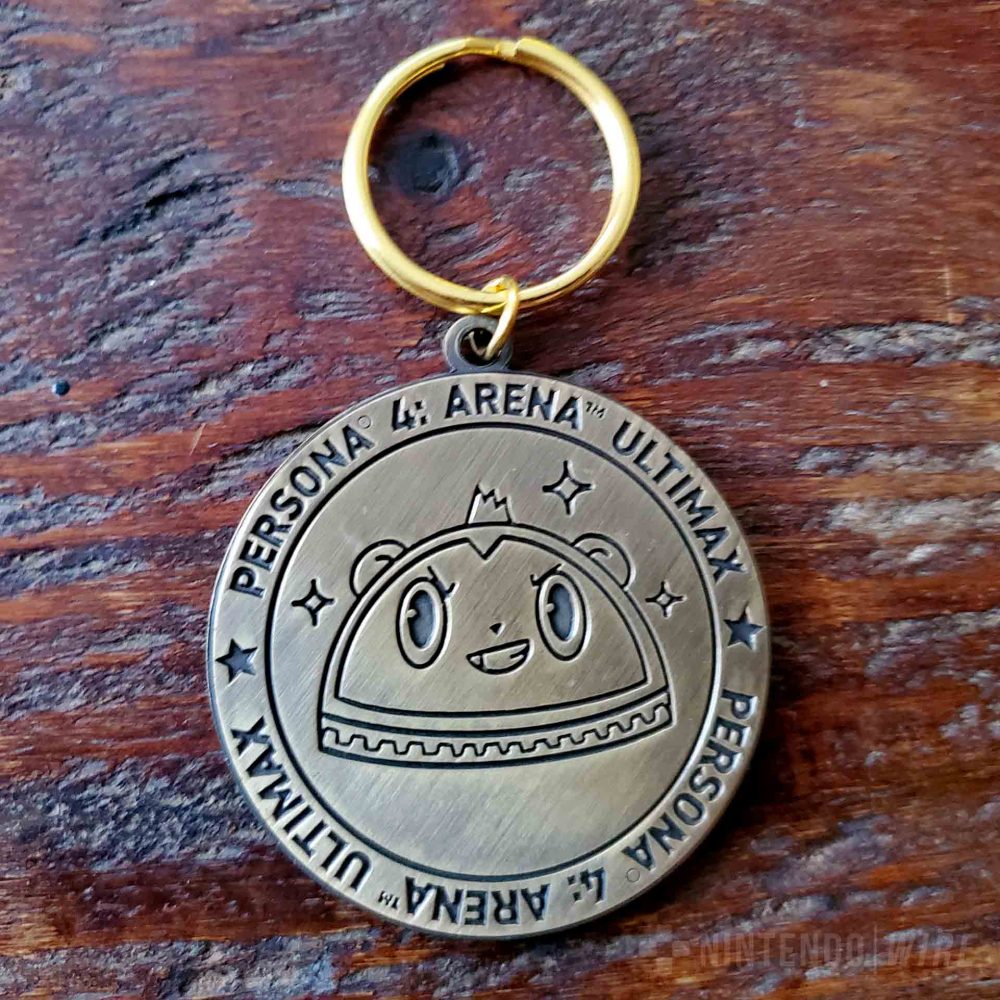 PERSONA© 4: ARENA™ ULTIMAX
PERSONA© 4: ARENA™ ULTIMAX
NINTENDO|WIRE